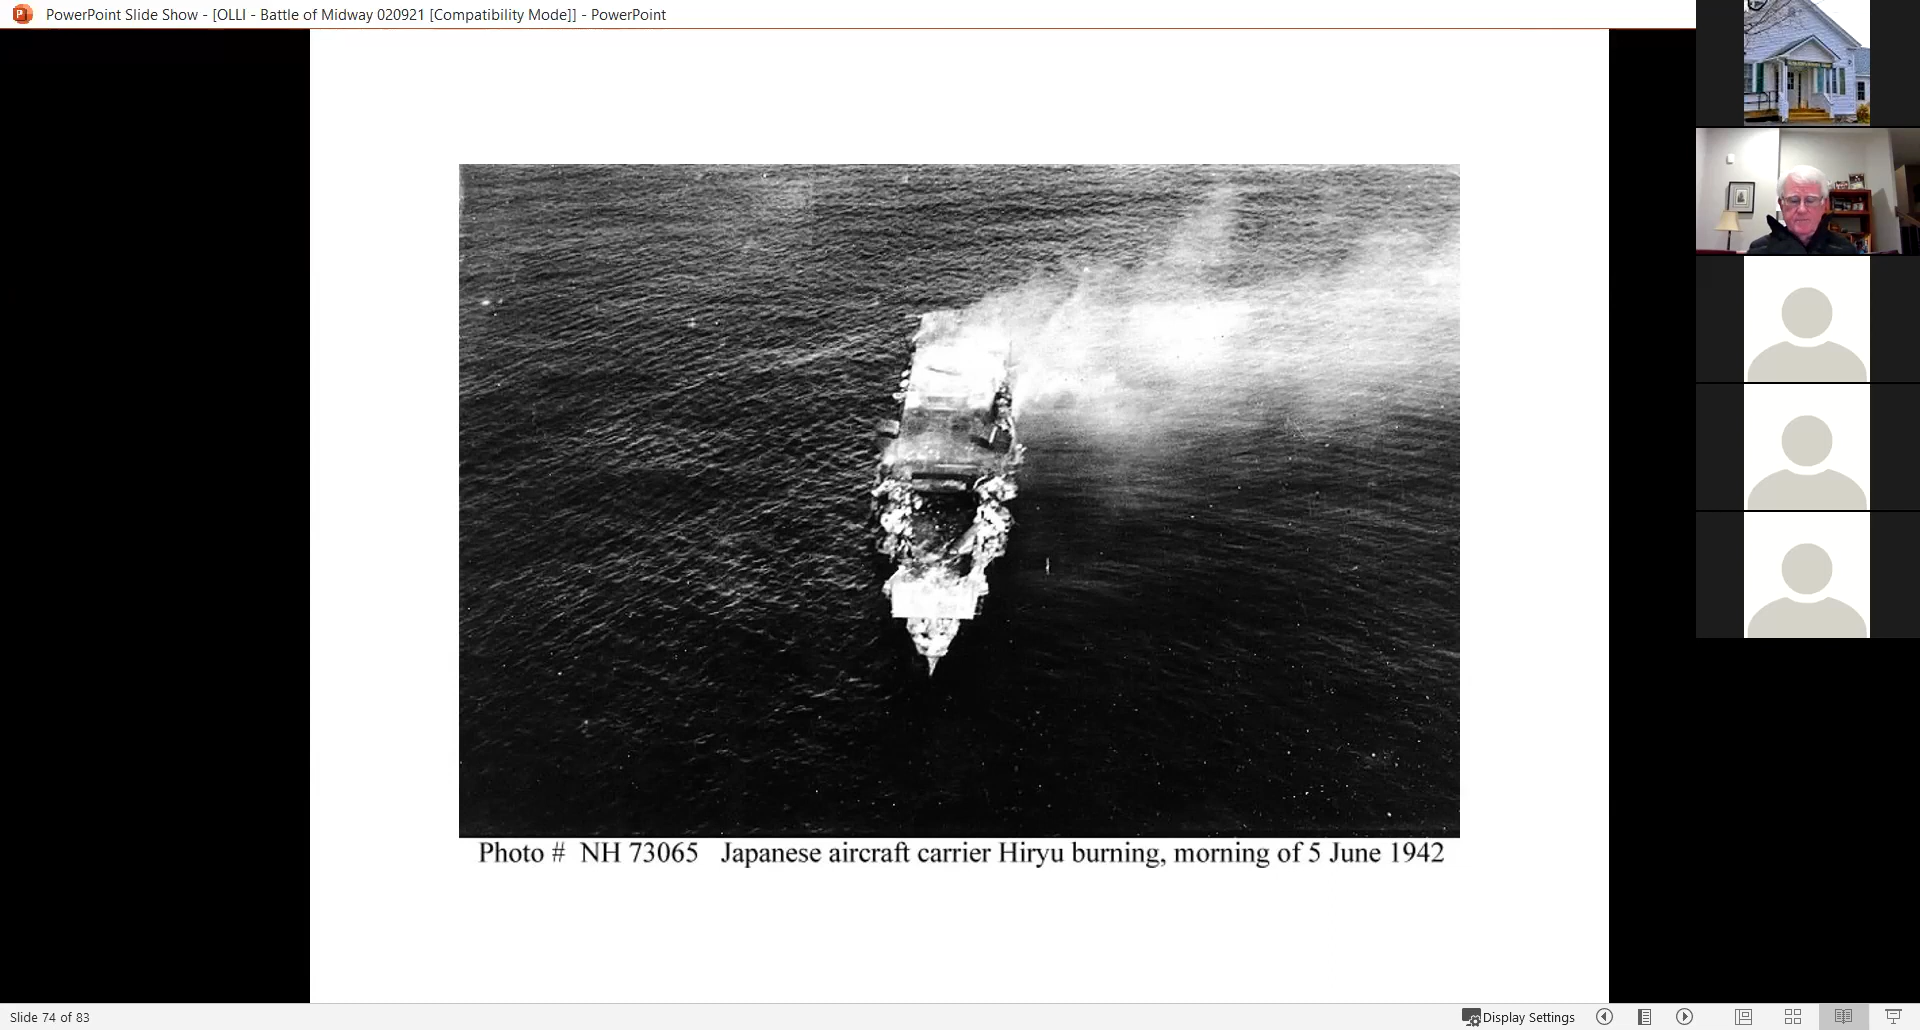 PowerPoint Slide Show - [OLLI - Battle of Midway 020921 [Compatibility Mode]] - PowerPoint
Photo # NH 73065 Japanese aircraft carrier Hiryu burning, morning of 5 June 1942
Slide 74 of 83
Display Settings